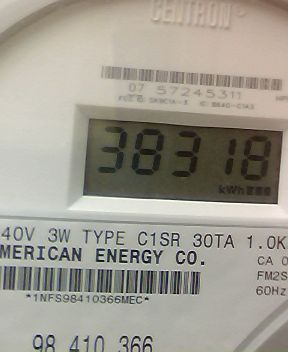 CENTRON®
07 57245311
38318
kWh
40V 3W TYPE C1SR 30TA 1.0K
MERICAN ENERGY CO.
CA 0
FM2S
60Hz
*1NFS98410366MEC*
98 410 366